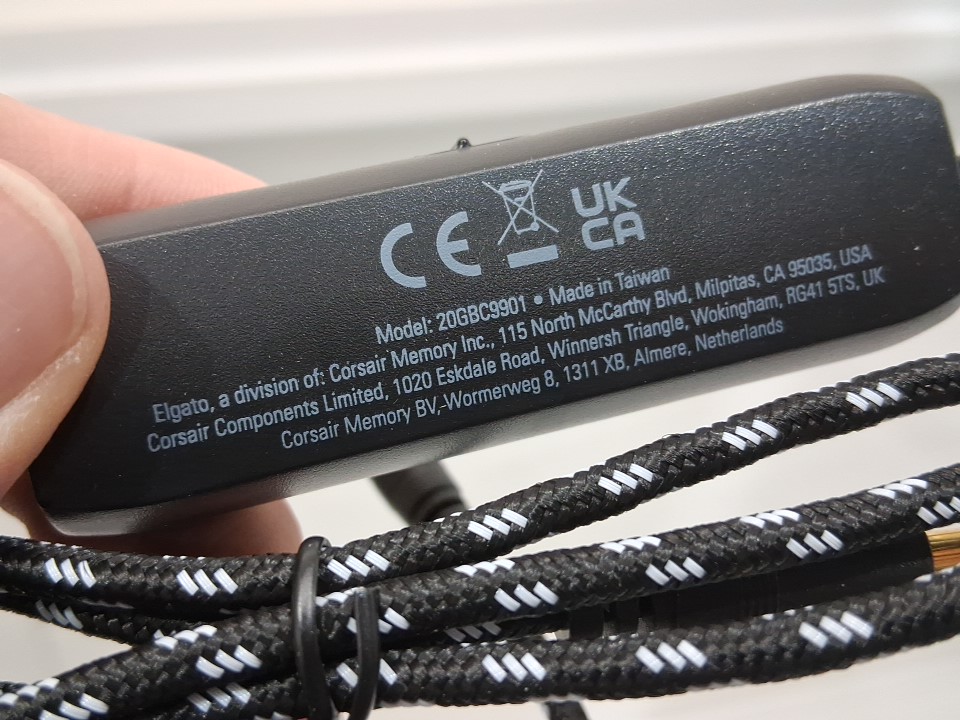 CE
UK
CA
Model: 20GBC9901 • Made in Taiwan
Elgato, a division of: Corsair Memory Inc., 115 North McCarthy Blvd, Milpitas, CA 95035, USA
Corsair Components Limited, 1020 Eskdale Road, Winnersh Triangle, Wokingham, RG41 5TS, UK
Corsair Memory BV,-Wormerweg 8, 1311 XB, Almere, Netherlands